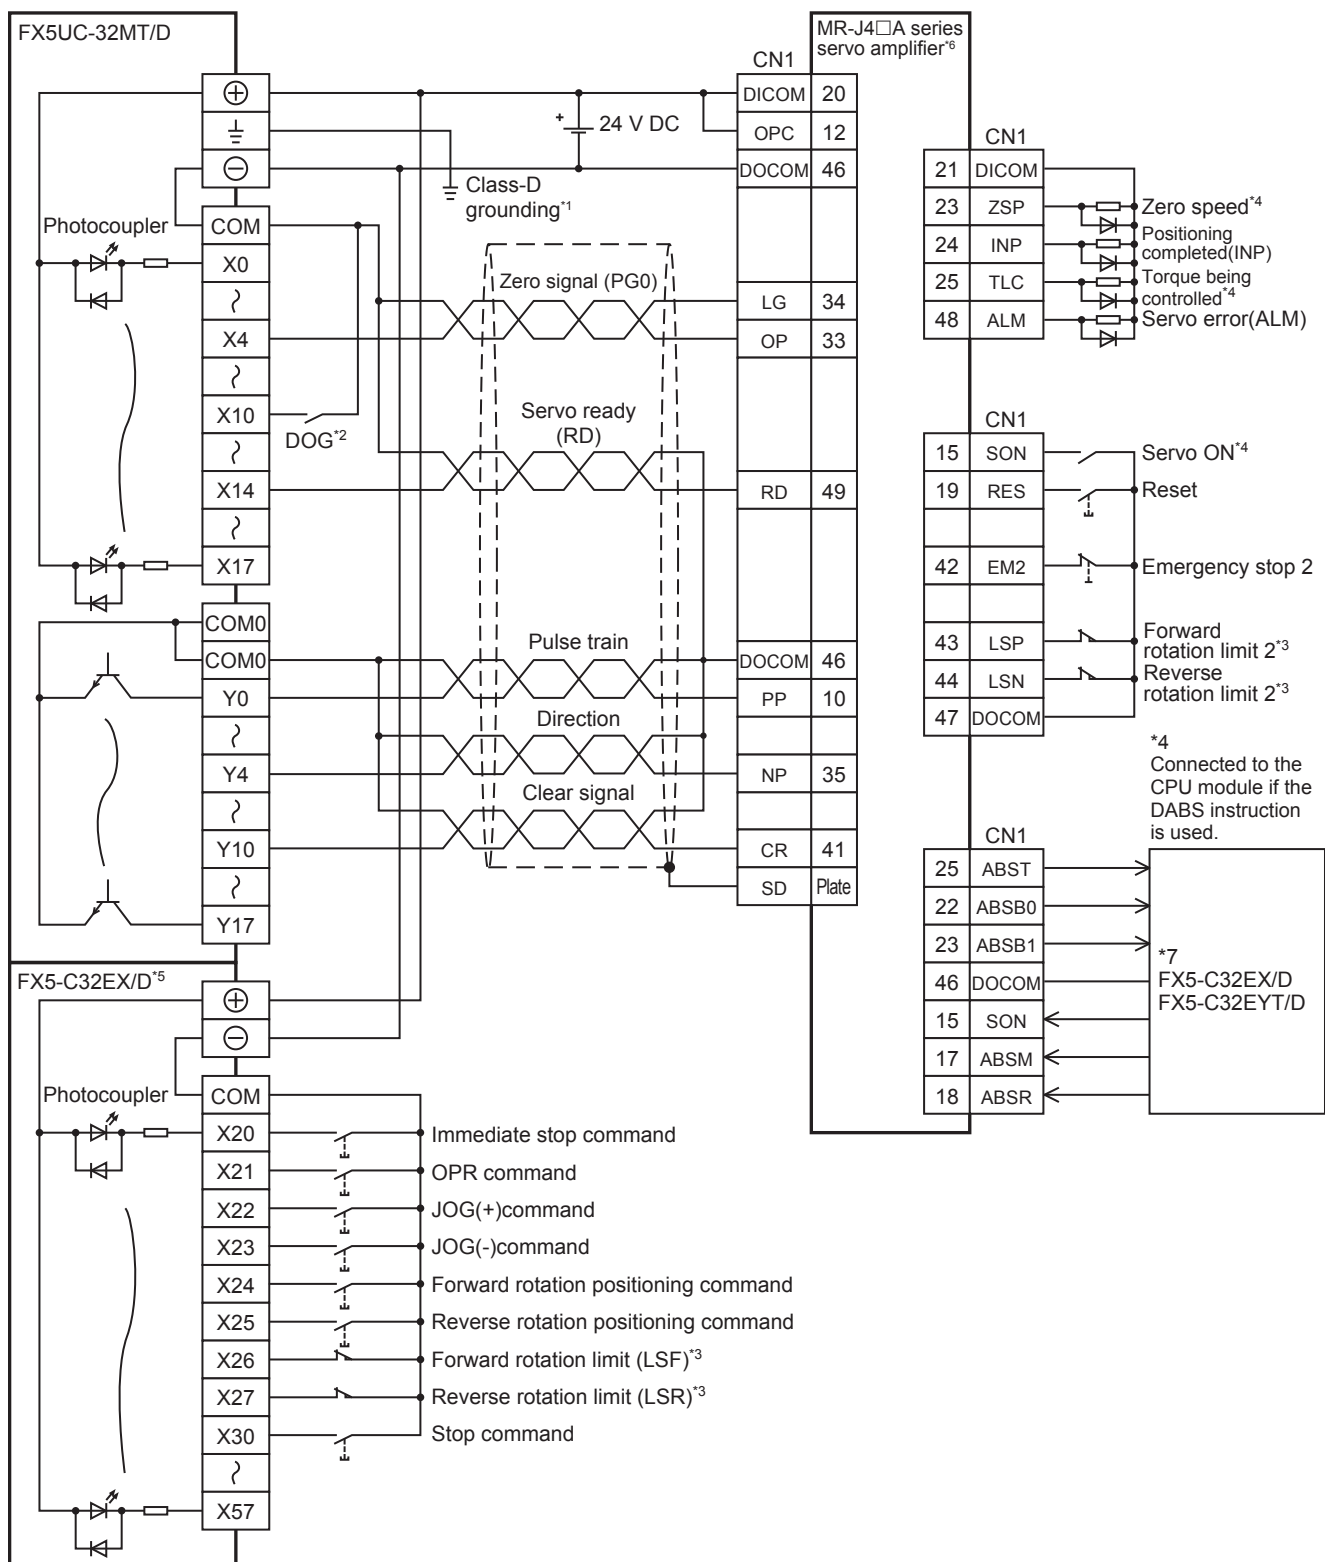 FX5UC-32MT/D
+
24 V DC
Class-D
grounding*1
Photocoupler
COM
X0
X4
X10
X14
X17
COM0
COM0
Y0
Y4
Y10
Y17
DOG*2
Zero signal (PG0)
Servo ready
(RD)
Pulse train
Direction
Clear signal
MR-J4□A series
servo amplifier*6
CN1
DICOM 20
OPC 12
DOCOM 46
LG 34
OP 33
RD 49
DOCOM 46
PP 10
NP 35
CR 41
SD Plate
CN1
21 DICOM
23 ZSP Zero speed*4
24 INP Positioning
completed(INP)
25 TLC Torque being
controlled*4
48 ALM Servo error(ALM)
CN1
15 SON Servo ON*4
19 RES Reset
42 EM2 Emergency stop 2
43 LSP Forward
rotation limit 2*3
44 LSN Reverse
rotation limit 2*3
47 DOCOM
*4
Connected to the
CPU module if the
DABS instruction
is used.
CN1
25 ABST
22 ABSB0
23 ABSB1
46 DOCOM
15 SON
17 ABSM
18 ABSR
*7
FX5-C32EX/D
FX5-C32EYT/D
FX5-C32EX/D*5
Photocoupler
COM
X20 Immediate stop command
X21 OPR command
X22 JOG(+)command
X23 JOG(-)command
X24 Forward rotation positioning command
X25 Reverse rotation positioning command
X26 Forward rotation limit (LSF)*3
X27 Reverse rotation limit (LSR)*3
X30 Stop command
X57